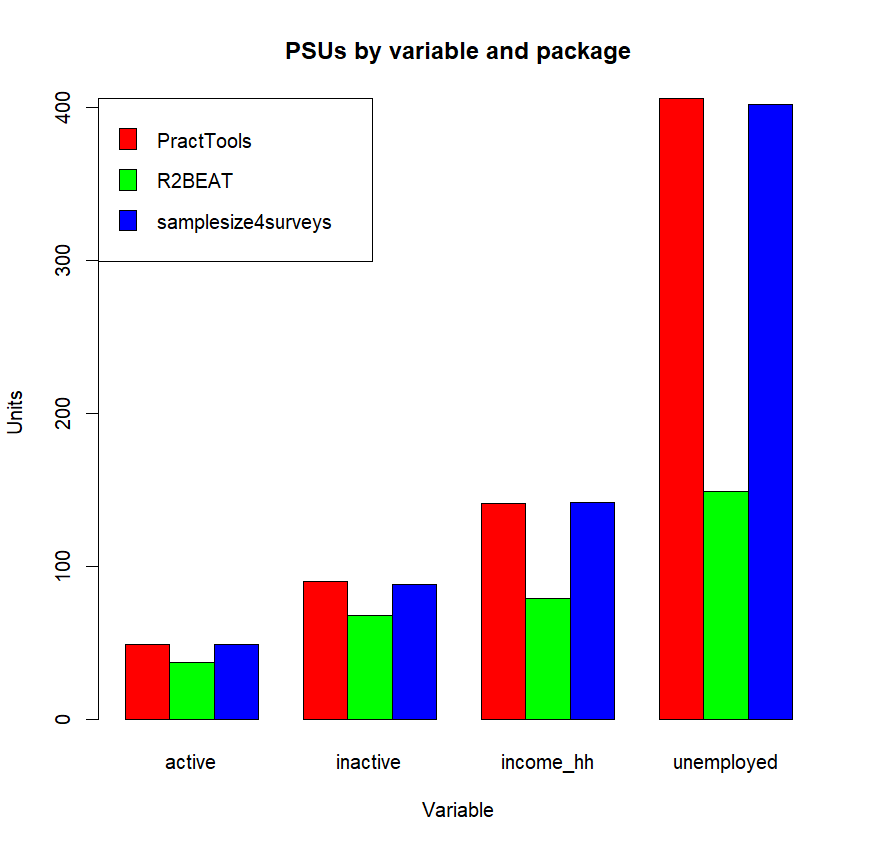 PSUs by variable and package
PractTools
R2BEAT
samplesize4surveys
Units
400
300
200
100
0
active inactive income_hh unemployed
Variable